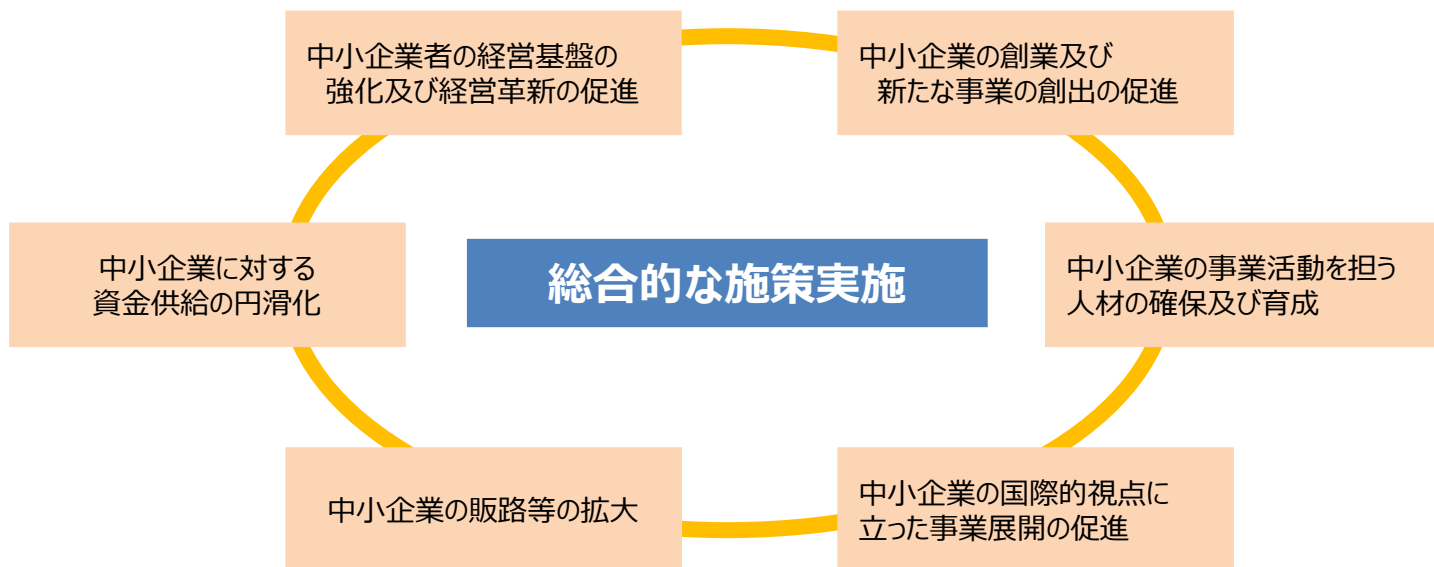 中小企業者の経営基盤の
強化及び経営革新の促進
中小企業の創業及び
新たな事業の創出の促進
中小企業に対する
資金供給の円滑化
総合的な施策実施
中小企業の事業活動を担う
人材の確保及び育成
中小企業の販路等の拡大
中小企業の国際的視点に
立った事業展開の促進